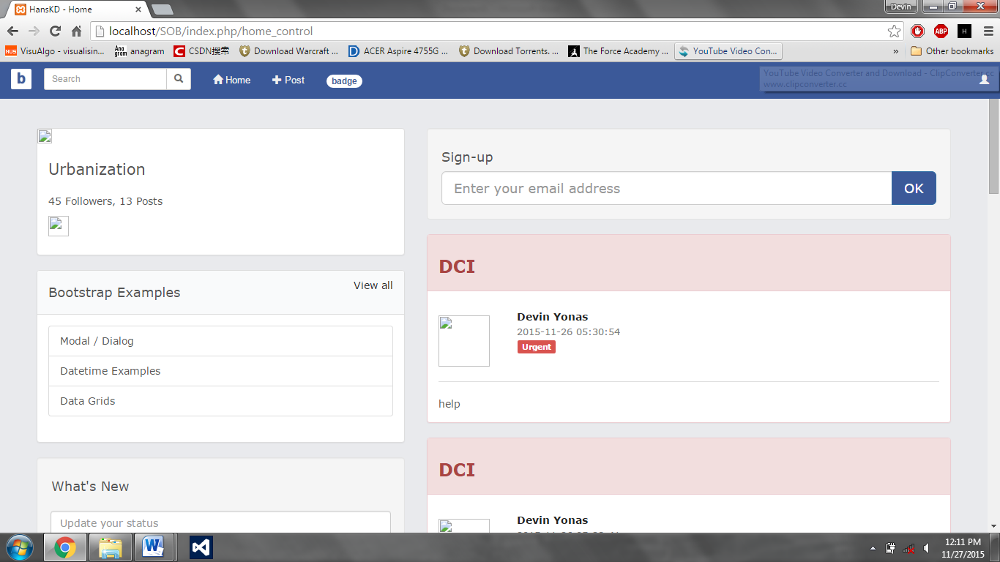 HansKD - Home
Devin
localhost/SOB/index.php/home_control
ABP
H
NUS VisuAlgo - visualisin...
Ana gram anagram
CSDN搜索
Download Warcraft ...
ACER Aspire 4755G ...
Download Torrents. ...
The Force Academy ...
YouTube Video Con...
»
Other bookmarks
b
Search
Home
Post
badge
YouTube Video Converter and Download - ClipConverter.cc
www.clipconverter.cc
Urbanization
45 Followers, 13 Posts
Bootstrap Examples
View all
Modal / Dialog
Datetime Examples
Data Grids
What's New
Update your status
Sign-up
Enter your email address
OK
DCI
Devin Yonas
2015-11-26 05:30:54
Urgent
help
DCI
Devin Yonas
12:11 PM
11/27/2015